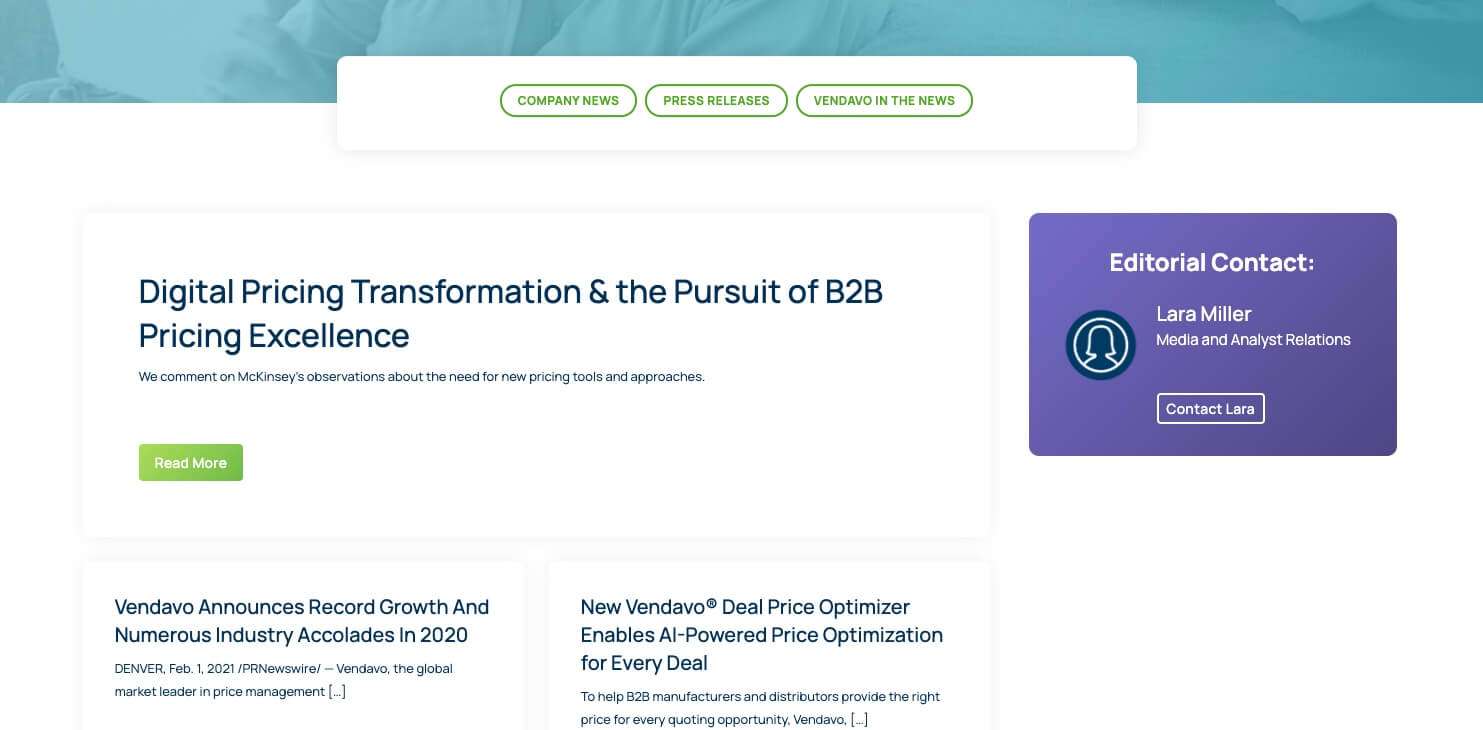 COMPANY NEWS
PRESS RELEASES
VENDAVO IN THE NEWS
Digital Pricing Transformation & the Pursuit of B2B
Pricing Excellence
We comment on McKinsey's observations about the need for new pricing tools and approaches.
Read More
Editorial Contact:
Lara Miller
Media and Analyst Relations
Contact Lara
Vendavo Announces Record Growth And
Numerous Industry Accolades In 2020
DENVER, Feb. 1, 2021 /PRNewswire/ — Vendavo, the global
market leader in price management [...]
New Vendavo® Deal Price Optimizer
Enables AI-Powered Price Optimization
for Every Deal
To help B2B manufacturers and distributors provide the right
price for every quoting opportunity, Vendavo, [...]